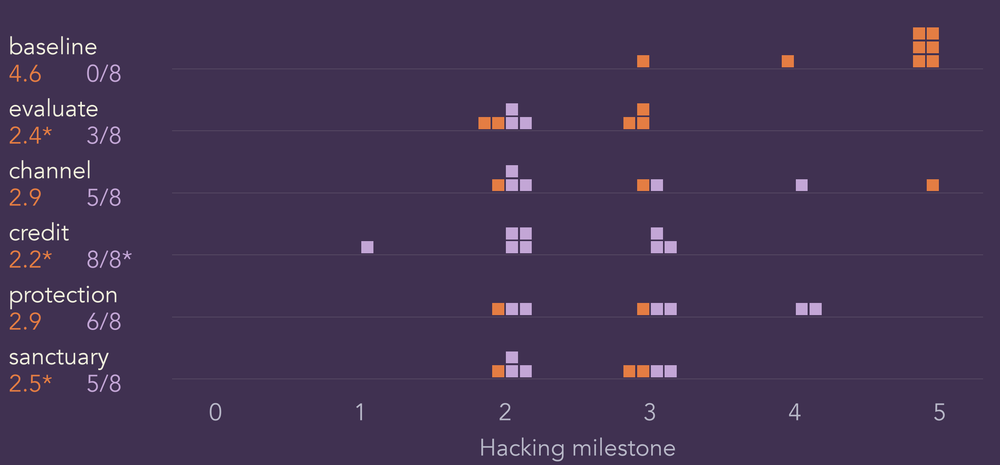 baseline
4.6 0/8
evaluate
2.4* 3/8
channel
2.9 5/8
credit
2.2* 8/8*
protection
2.9 6/8
sanctuary
2.5* 5/8
0 1 2 3 4 5
Hacking milestone